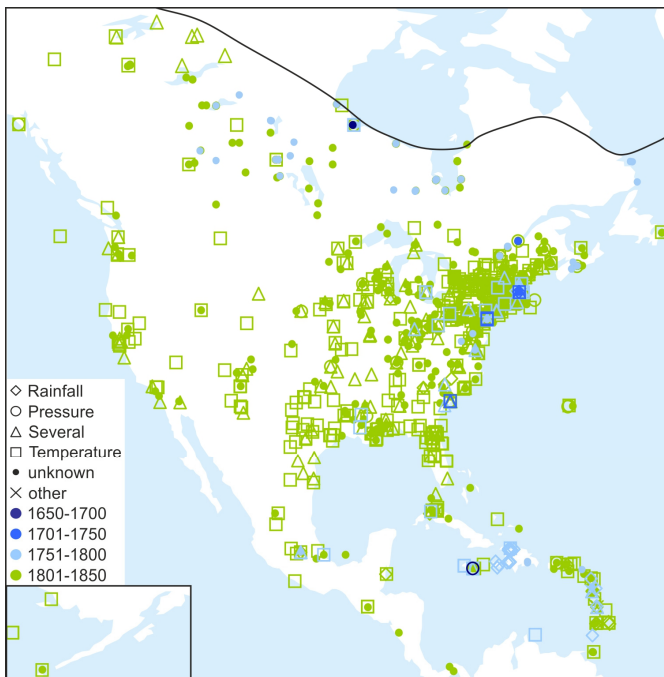 Rainfall
Pressure
Several
Temperature
unknown
other
1650-1700
1701-1750
1751-1800
1801-1850